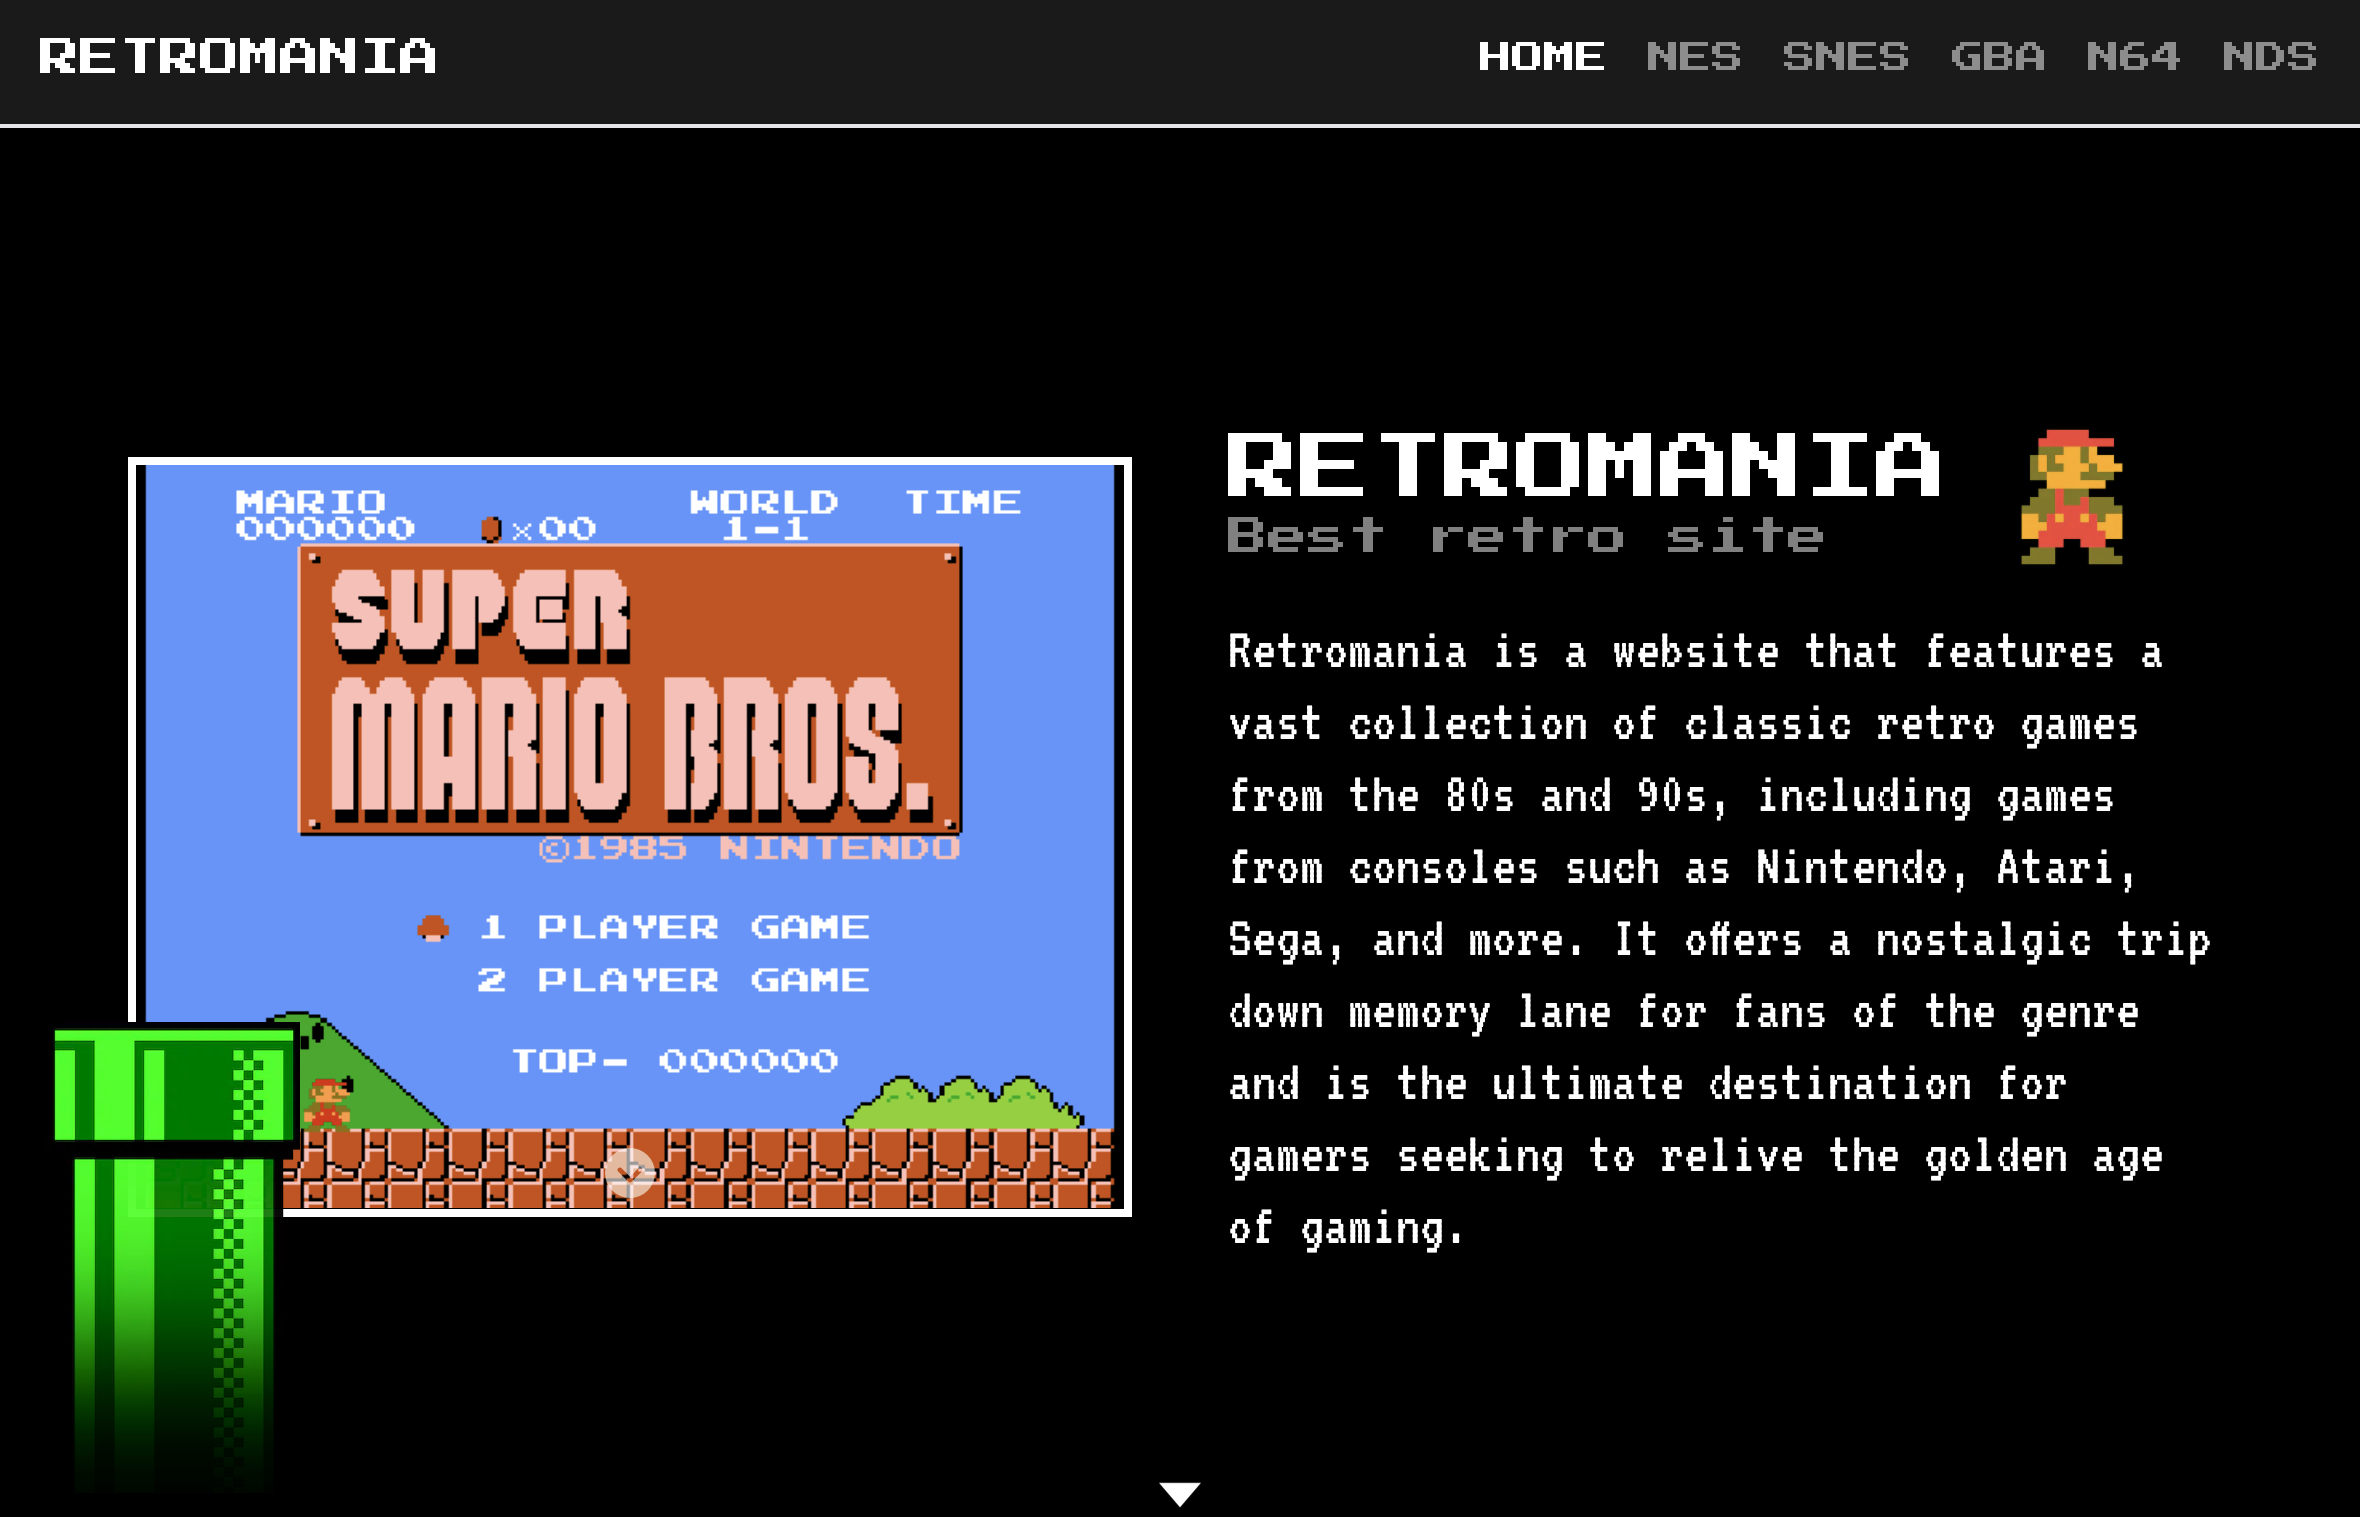 RETROMANIA
HOME NES SNES GBA N64 NDS
MARIO WORLD TIME
000000 x00 1-1
SUPER
MARIO BROS.
©1985 NINTENDO
1 PLAYER GAME
2 PLAYER GAME
TOP- 000000
RETROMANIA
Best retro site
Retromania is a website that features a
vast collection of classic retro games
from the 80s and 90s, including games
from consoles such as Nintendo, Atari,
Sega, and more. It offers a nostalgic trip
down memory lane for fans of the genre
and is the ultimate destination for
gamers seeking to relive the golden age
of gaming.